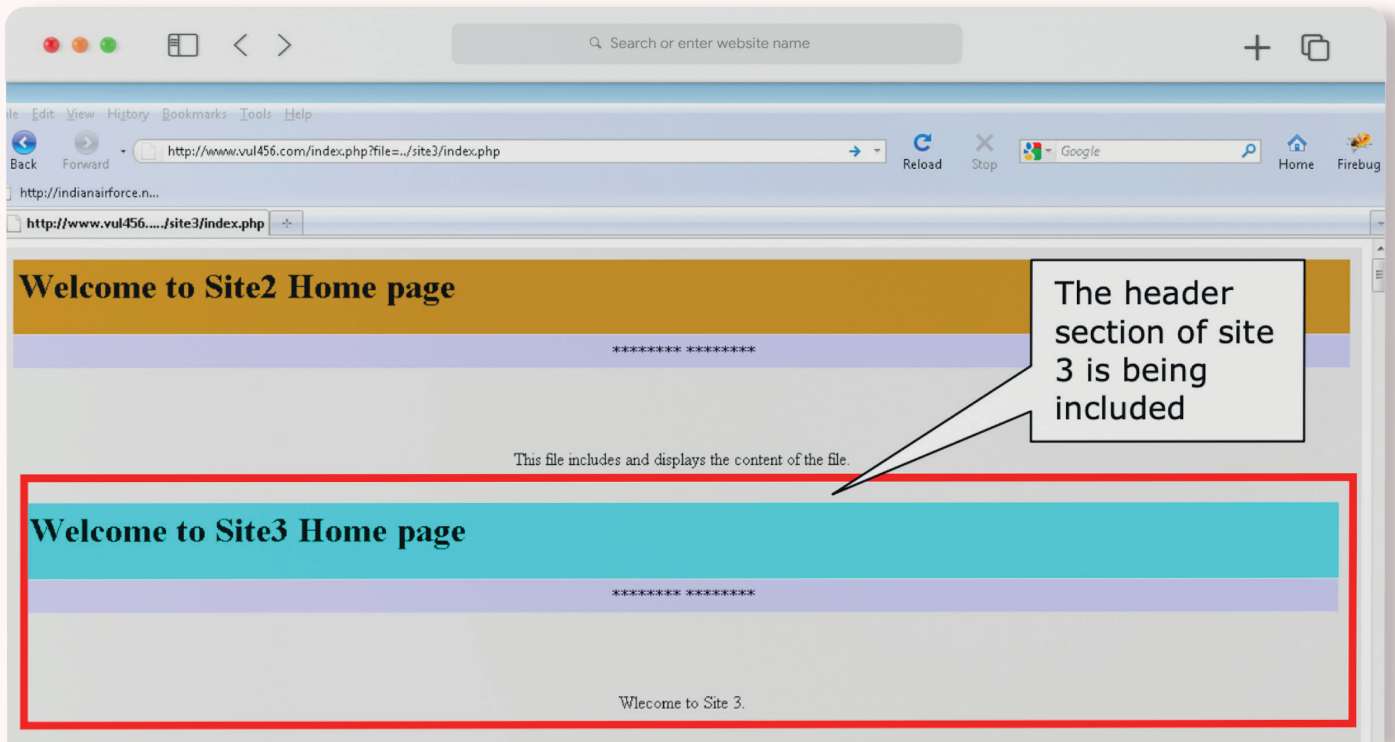 Search or enter website name
ile Edit View History Bookmarks Tools Help
Back Forward http://www.vul456.com/index.php?file=../site3/index.php Reload Stop Google Home Firebug
http://indianairforce.n...
http://www.vul456...../site3/index.php
Welcome to Site2 Home page
******** ********
The header
section of site
3 is being
included
This file includes and displays the content of the file.
Welcome to Site3 Home page
******** ********
Wlecome to Site 3.